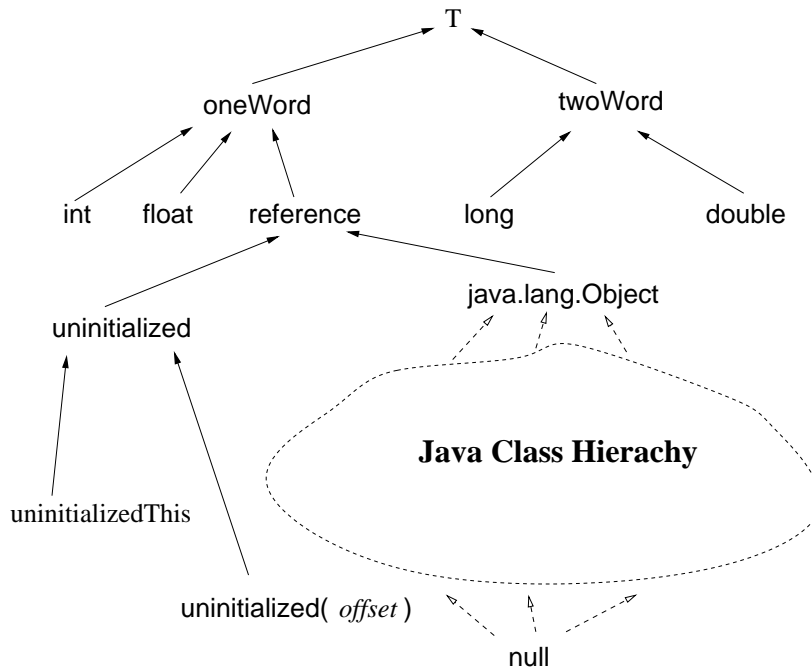 T
oneWord
twoWord
int
float
reference
long
double
java.lang.Object
uninitialized
Java Class Hierachy
uninitializedThis
uninitialized( offset )
null